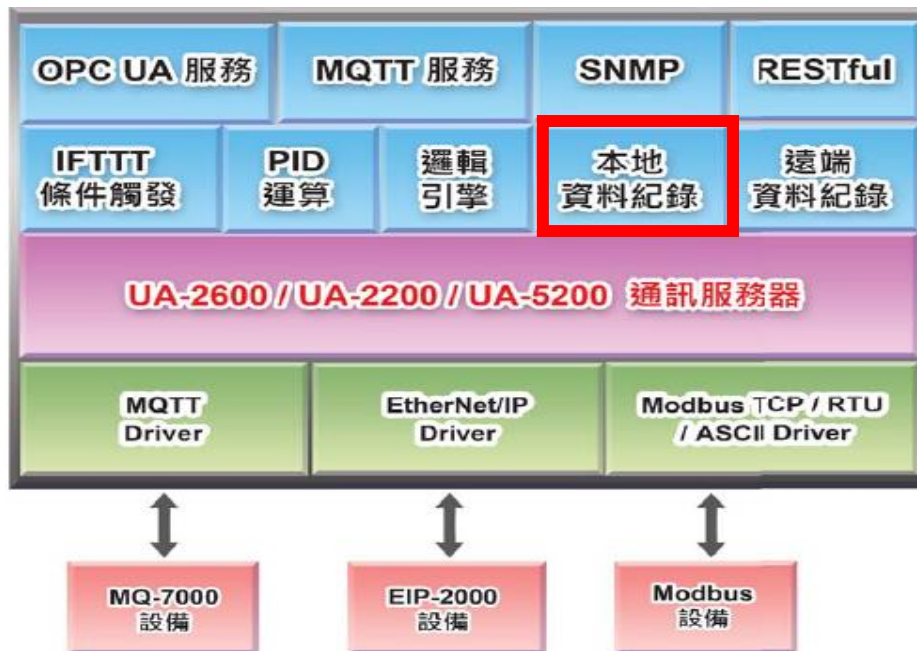 OPC UA 服務
MQTT 服務
SNMP
RESTful
IFTTT
條件觸發
PID
運算
邏輯
引擎
本地
資料紀錄
遠端
資料紀錄
UA-2600 / UA-2200 / UA-5200 通訊服務器
MQTT
Driver
EtherNet/IP
Driver
Modbus TCP / RTU
/ ASCII Driver
MQ-7000
設備
EIP-2000
設備
Modbus
設備